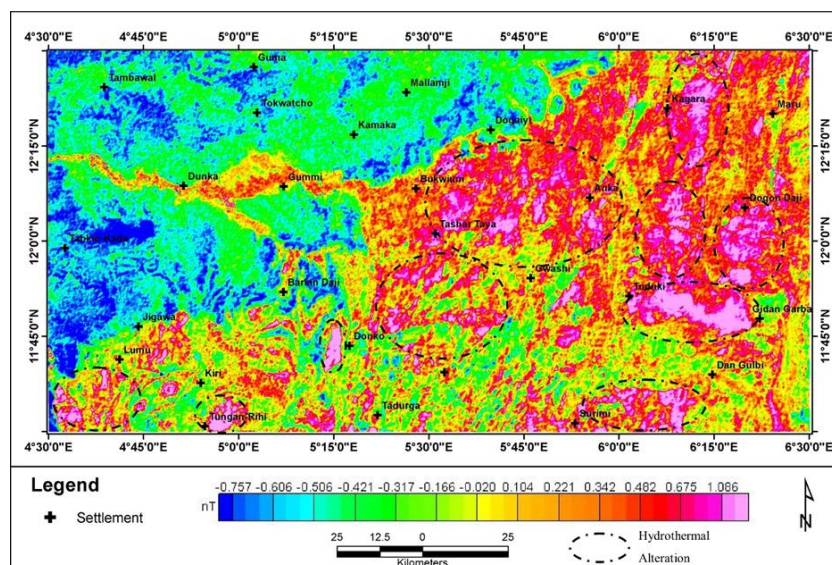 4°30'0"E 4°45'0"E 5°0'0"E 5°15'0"E 5°30'0"E 5°45'0"E 6°0'0"E 6°15'0"E 6°30'0"E
Guma
Tambawal
Mallamji
Kagara
Tokwatcho
Maru
Kamaka
Doguiyi
12°15'0"N 12°15'0"N
Dunka
Gummi
Bukwium
Anka
Dogon Daji
Tashar Taya
12°0'0"N 12°0'0"N
Gwashi
Barkin Daji
Gidan Garba
Jigawa
11°45'0"N 11°45'0"N
Donko
Lumu
Kiri
Dan Gulbi
Tungan Rihi
Tadurga
Surimi
4°30'0"E 4°45'0"E 5°0'0"E 5°15'0"E 5°30'0"E 5°45'0"E 6°0'0"E 6°15'0"E 6°30'0"E
Legend
-0.757 -0.606 -0.506 -0.421 -0.317 -0.166 -0.020 0.104 0.221 0.342 0.482 0.675 1.086
nT
Settlement
25 12.5 0 25
Kilometers
Hydrothermal
Alteration
N